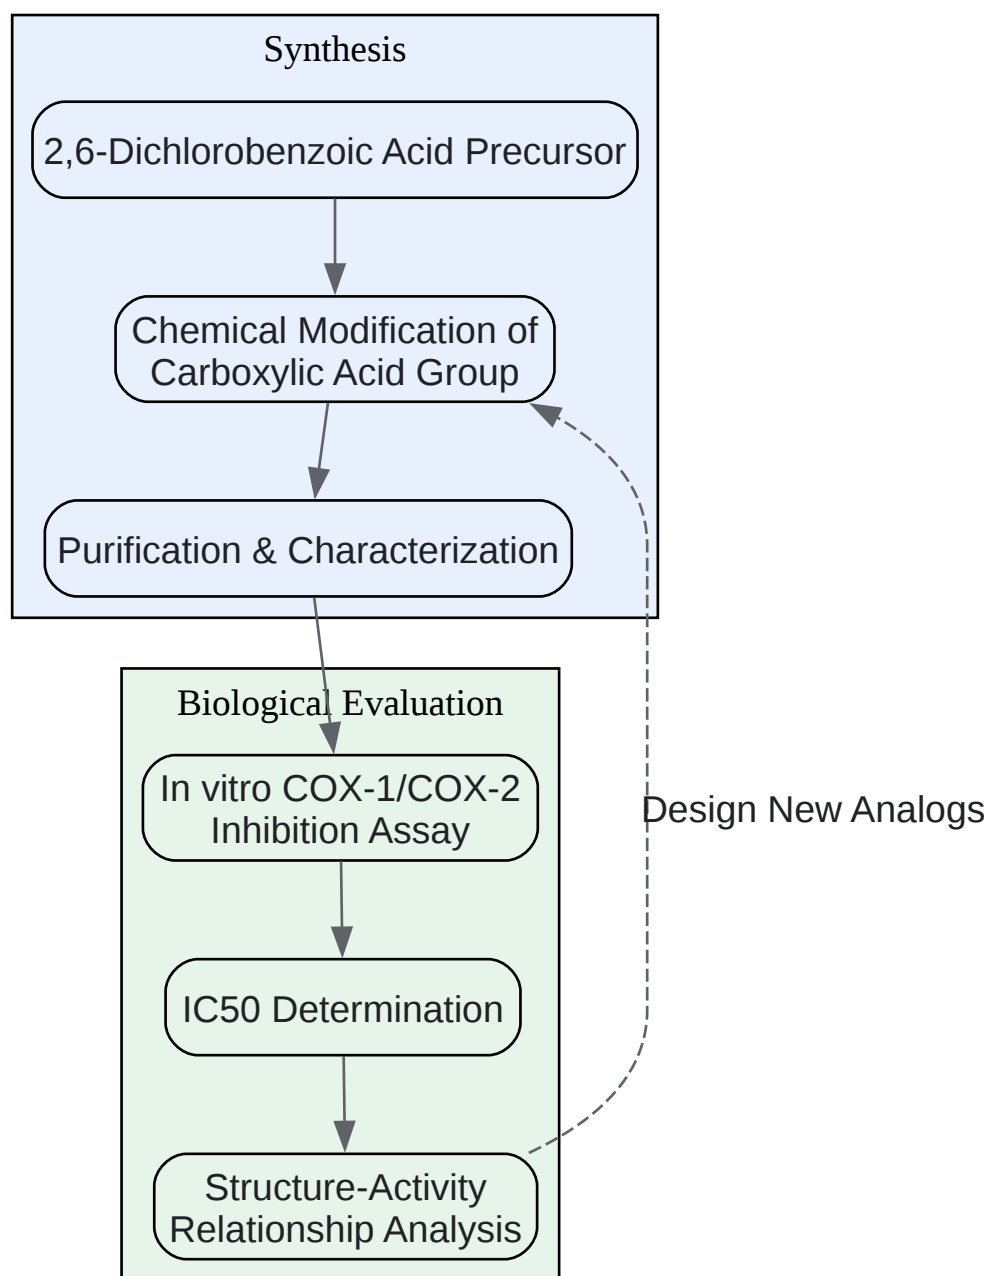 Synthesis
2,6-Dichlorobenzoic Acid Precursor
Chemical Modification of
Carboxylic Acid Group
Purification & Characterization
Biological Evaluation
In vitro COX-1/COX-2
Inhibition Assay
Design New Analogs
IC50 Determination
Structure-Activity
Relationship Analysis